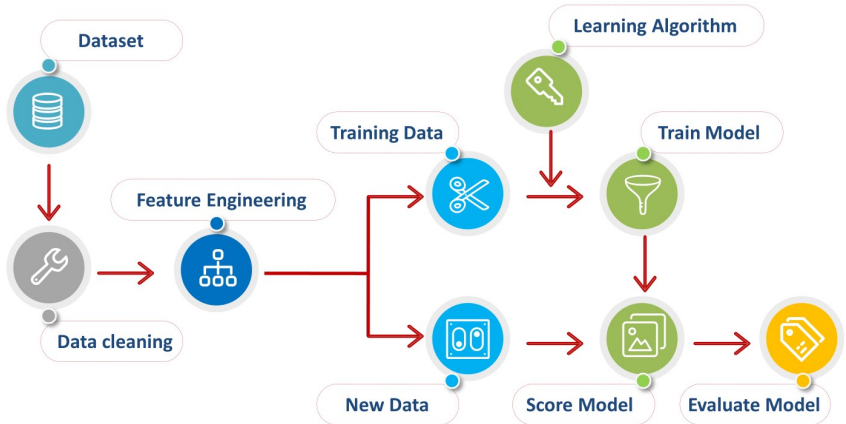 Dataset
Learning Algorithm
Training Data
Train Model
Feature Engineering
Data cleaning
New Data
Score Model
Evaluate Model